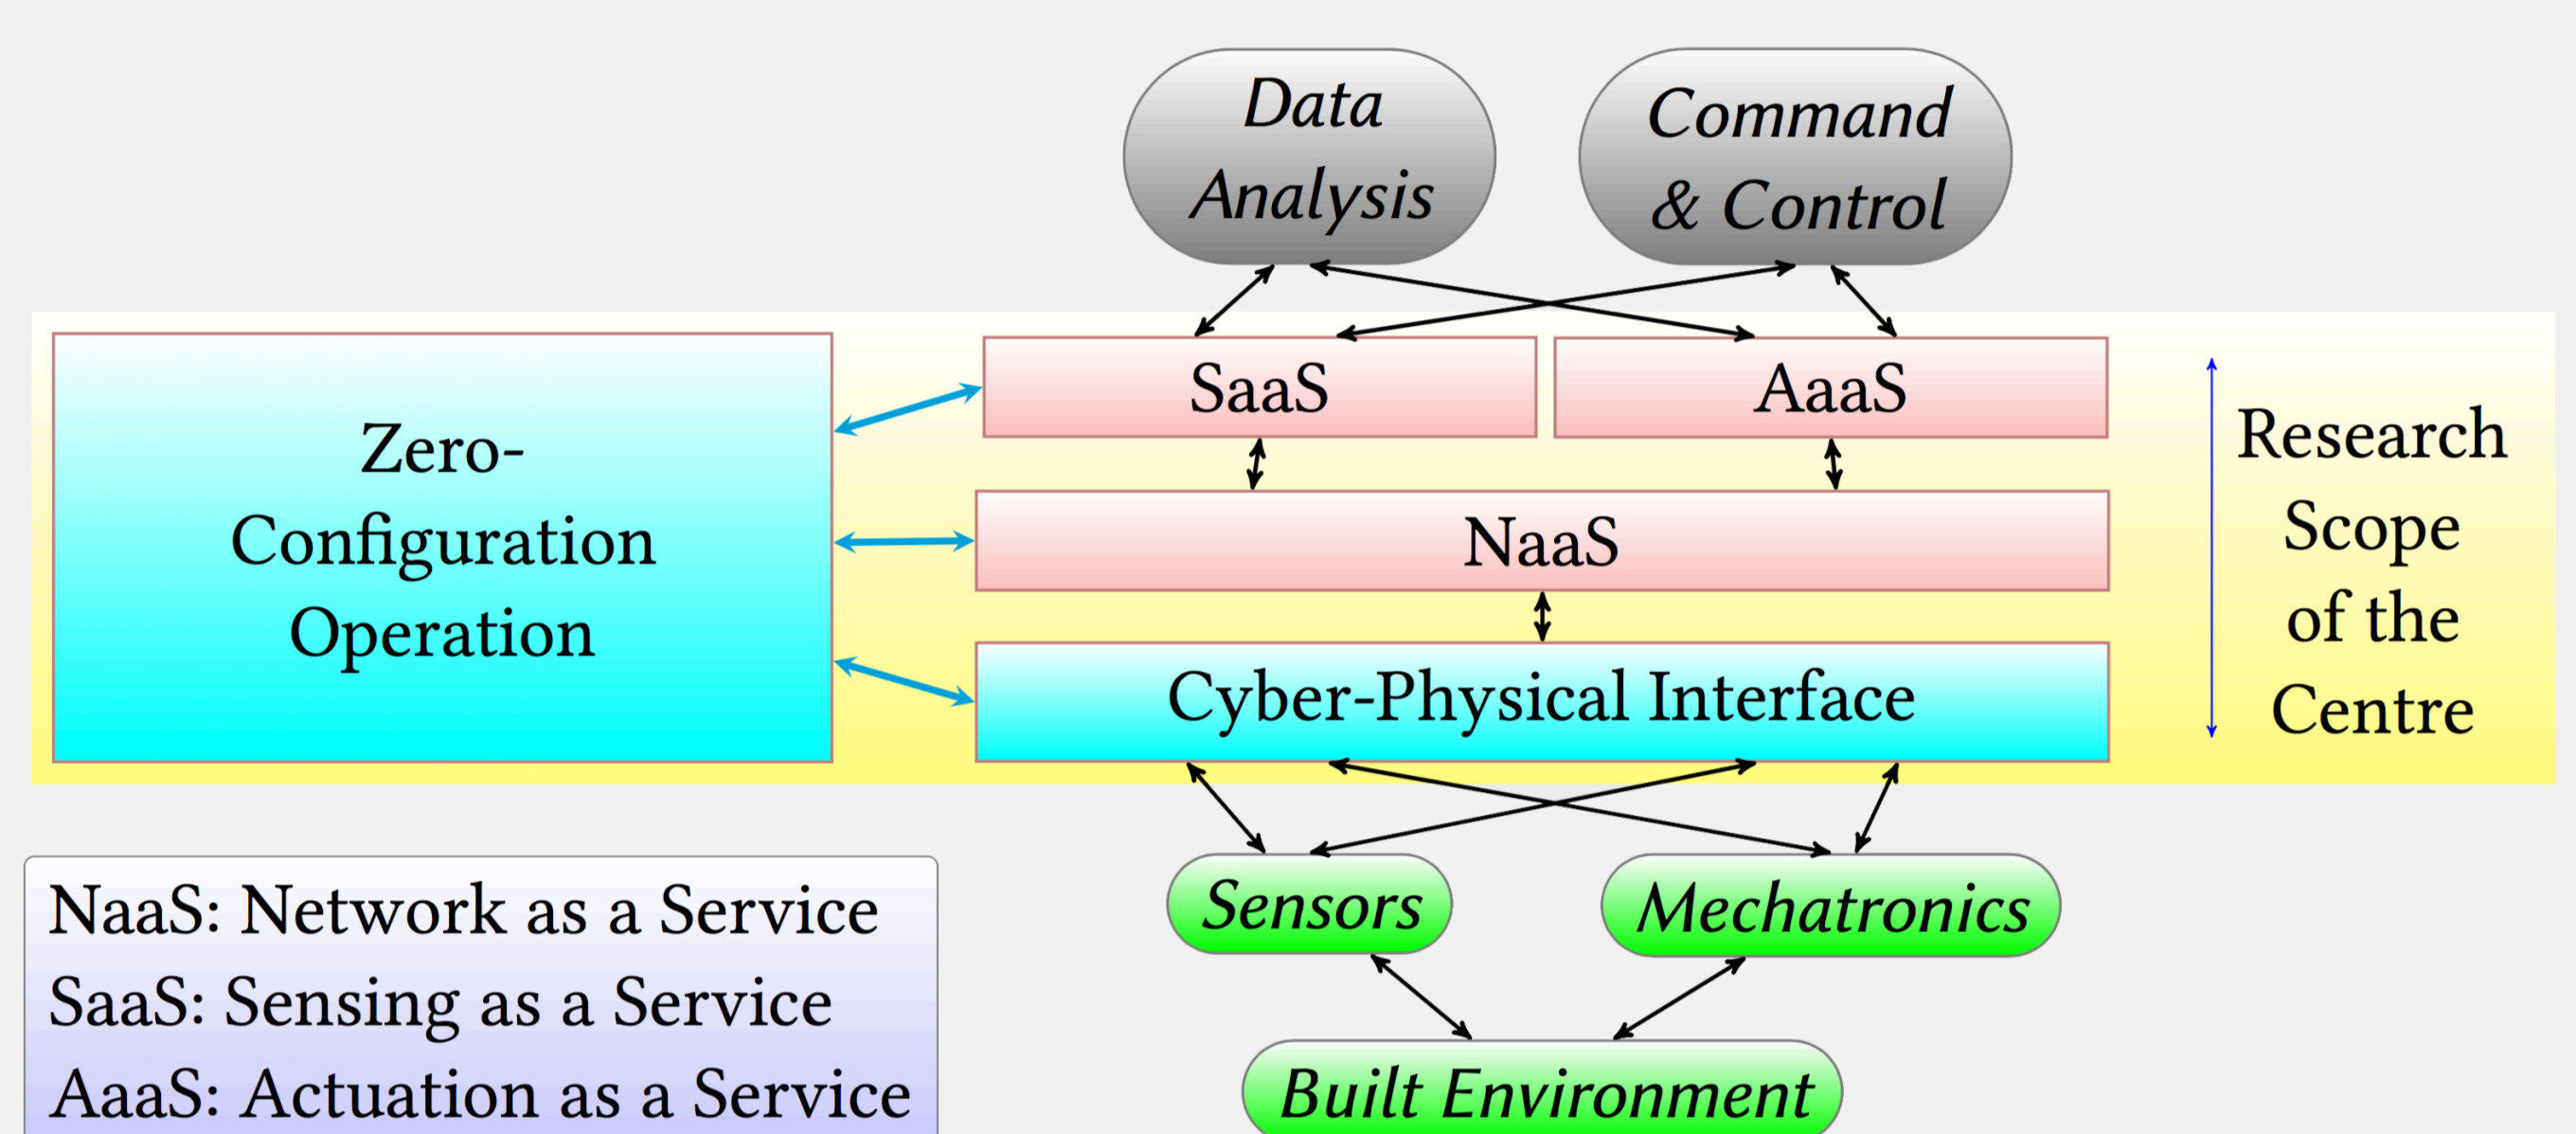 Data
Analysis
Command
& Control
Zero-
Configuration
Operation
SaaS
AaaS
NaaS
Cyber-Physical Interface
Research
Scope
of the
Centre
Sensors
Mechatronics
Built Environment
NaaS: Network as a Service
SaaS: Sensing as a Service
AaaS: Actuation as a Service